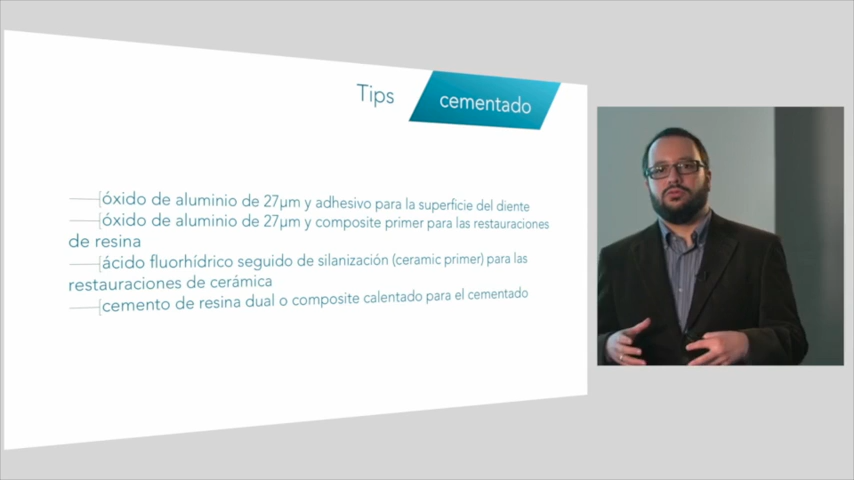 Tips cementado
óxido de aluminio de 27µm y adhesivo para la superficie del diente
óxido de aluminio de 27µm y composite primer para las restauraciones
de resina
ácido fluorhídrico seguido de silanización (ceramic primer) para las
restauraciones de cerámica
cemento de resina dual o composite calentado para el cementado